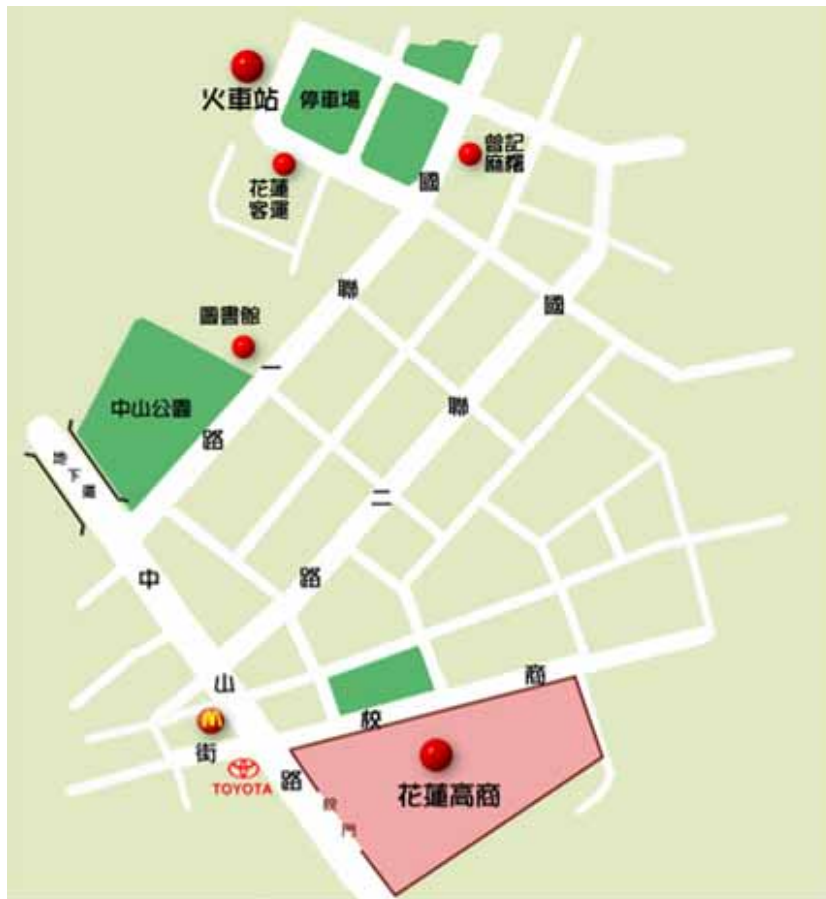 火車站
停車場
曾記
麻糬
花蓮
客運
國聯一路
圖書館
國聯二路
中山公園
地下道
中山路
商校街
M
TOYOTA
花蓮高商
校門